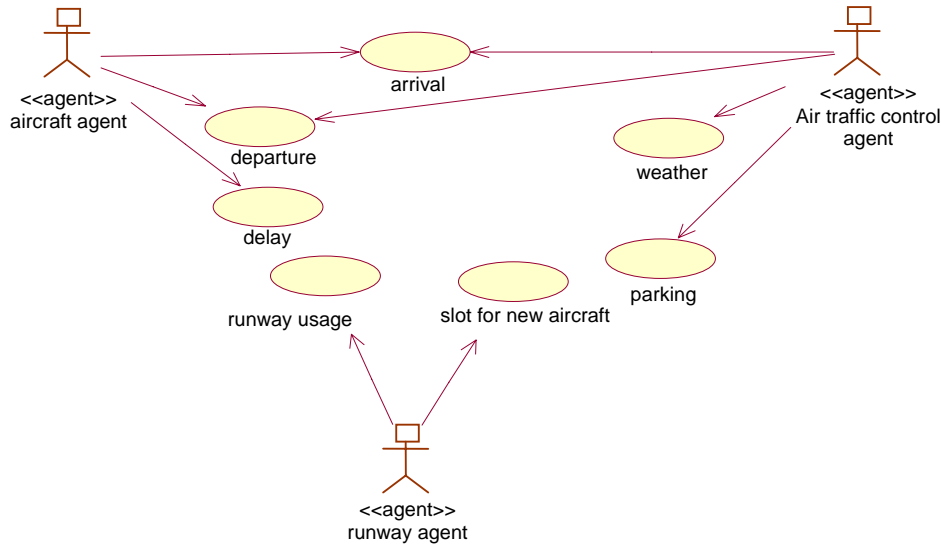 <<agent>>
aircraft agent
arrival
<<agent>>
Air traffic control
agent
departure
weather
delay
parking
runway usage
slot for new aircraft
<<agent>>
runway agent